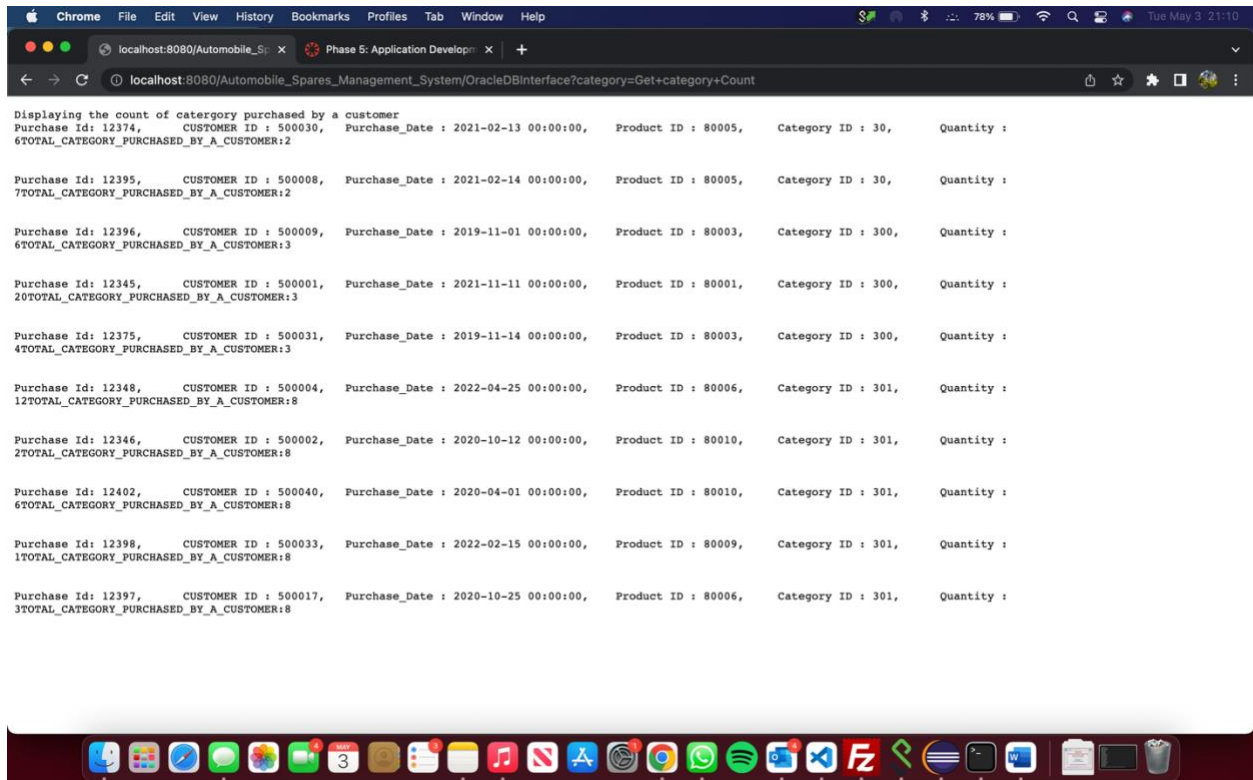 Chrome File Edit View History Bookmarks Profiles Tab Window Help 78% Tue May 3 21:10
localhost:8080/Automobile_Sp Phase 5: Application Developm
localhost:8080/Automobile_Spares_Management_System/OracleDBInterface?category=Get+category+Count
Displaying the count of catergory purchased by a customer
Purchase Id: 12374, CUSTOMER ID : 500030, Purchase_Date : 2021-02-13 00:00:00, Product ID : 80005, Category ID : 30, Quantity :
6TOTAL_CATEGORY_PURCHASED_BY_A_CUSTOMER:2
Purchase Id: 12395, CUSTOMER ID : 500008, Purchase_Date : 2021-02-14 00:00:00, Product ID : 80005, Category ID : 30, Quantity :
7TOTAL_CATEGORY_PURCHASED_BY_A_CUSTOMER:2
Purchase Id: 12396, CUSTOMER ID : 500009, Purchase_Date : 2019-11-01 00:00:00, Product ID : 80003, Category ID : 300, Quantity :
6TOTAL_CATEGORY_PURCHASED_BY_A_CUSTOMER:3
Purchase Id: 12345, CUSTOMER ID : 500001, Purchase_Date : 2021-11-11 00:00:00, Product ID : 80001, Category ID : 300, Quantity :
20TOTAL_CATEGORY_PURCHASED_BY_A_CUSTOMER:3
Purchase Id: 12375, CUSTOMER ID : 500031, Purchase_Date : 2019-11-14 00:00:00, Product ID : 80003, Category ID : 300, Quantity :
4TOTAL_CATEGORY_PURCHASED_BY_A_CUSTOMER:3
Purchase Id: 12348, CUSTOMER ID : 500004, Purchase_Date : 2022-04-25 00:00:00, Product ID : 80006, Category ID : 301, Quantity :
12TOTAL_CATEGORY_PURCHASED_BY_A_CUSTOMER:8
Purchase Id: 12346, CUSTOMER ID : 500002, Purchase_Date : 2020-10-12 00:00:00, Product ID : 80010, Category ID : 301, Quantity :
2TOTAL_CATEGORY_PURCHASED_BY_A_CUSTOMER:8
Purchase Id: 12402, CUSTOMER ID : 500040, Purchase_Date : 2020-04-01 00:00:00, Product ID : 80010, Category ID : 301, Quantity :
6TOTAL_CATEGORY_PURCHASED_BY_A_CUSTOMER:8
Purchase Id: 12398, CUSTOMER ID : 500033, Purchase_Date : 2022-02-15 00:00:00, Product ID : 80009, Category ID : 301, Quantity :
1TOTAL_CATEGORY_PURCHASED_BY_A_CUSTOMER:8
Purchase Id: 12397, CUSTOMER ID : 500017, Purchase_Date : 2020-10-25 00:00:00, Product ID : 80006, Category ID : 301, Quantity :
3TOTAL_CATEGORY_PURCHASED_BY_A_CUSTOMER:8
MAY
3